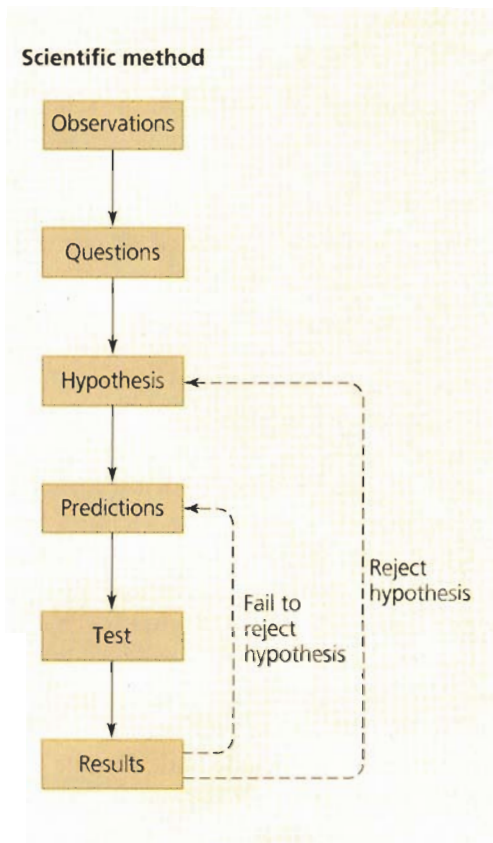 Scientific method
Observations
Questions
Hypothesis
Predictions
Test
Results
Fail to
reject
hypothesis
Reject
hypothesis